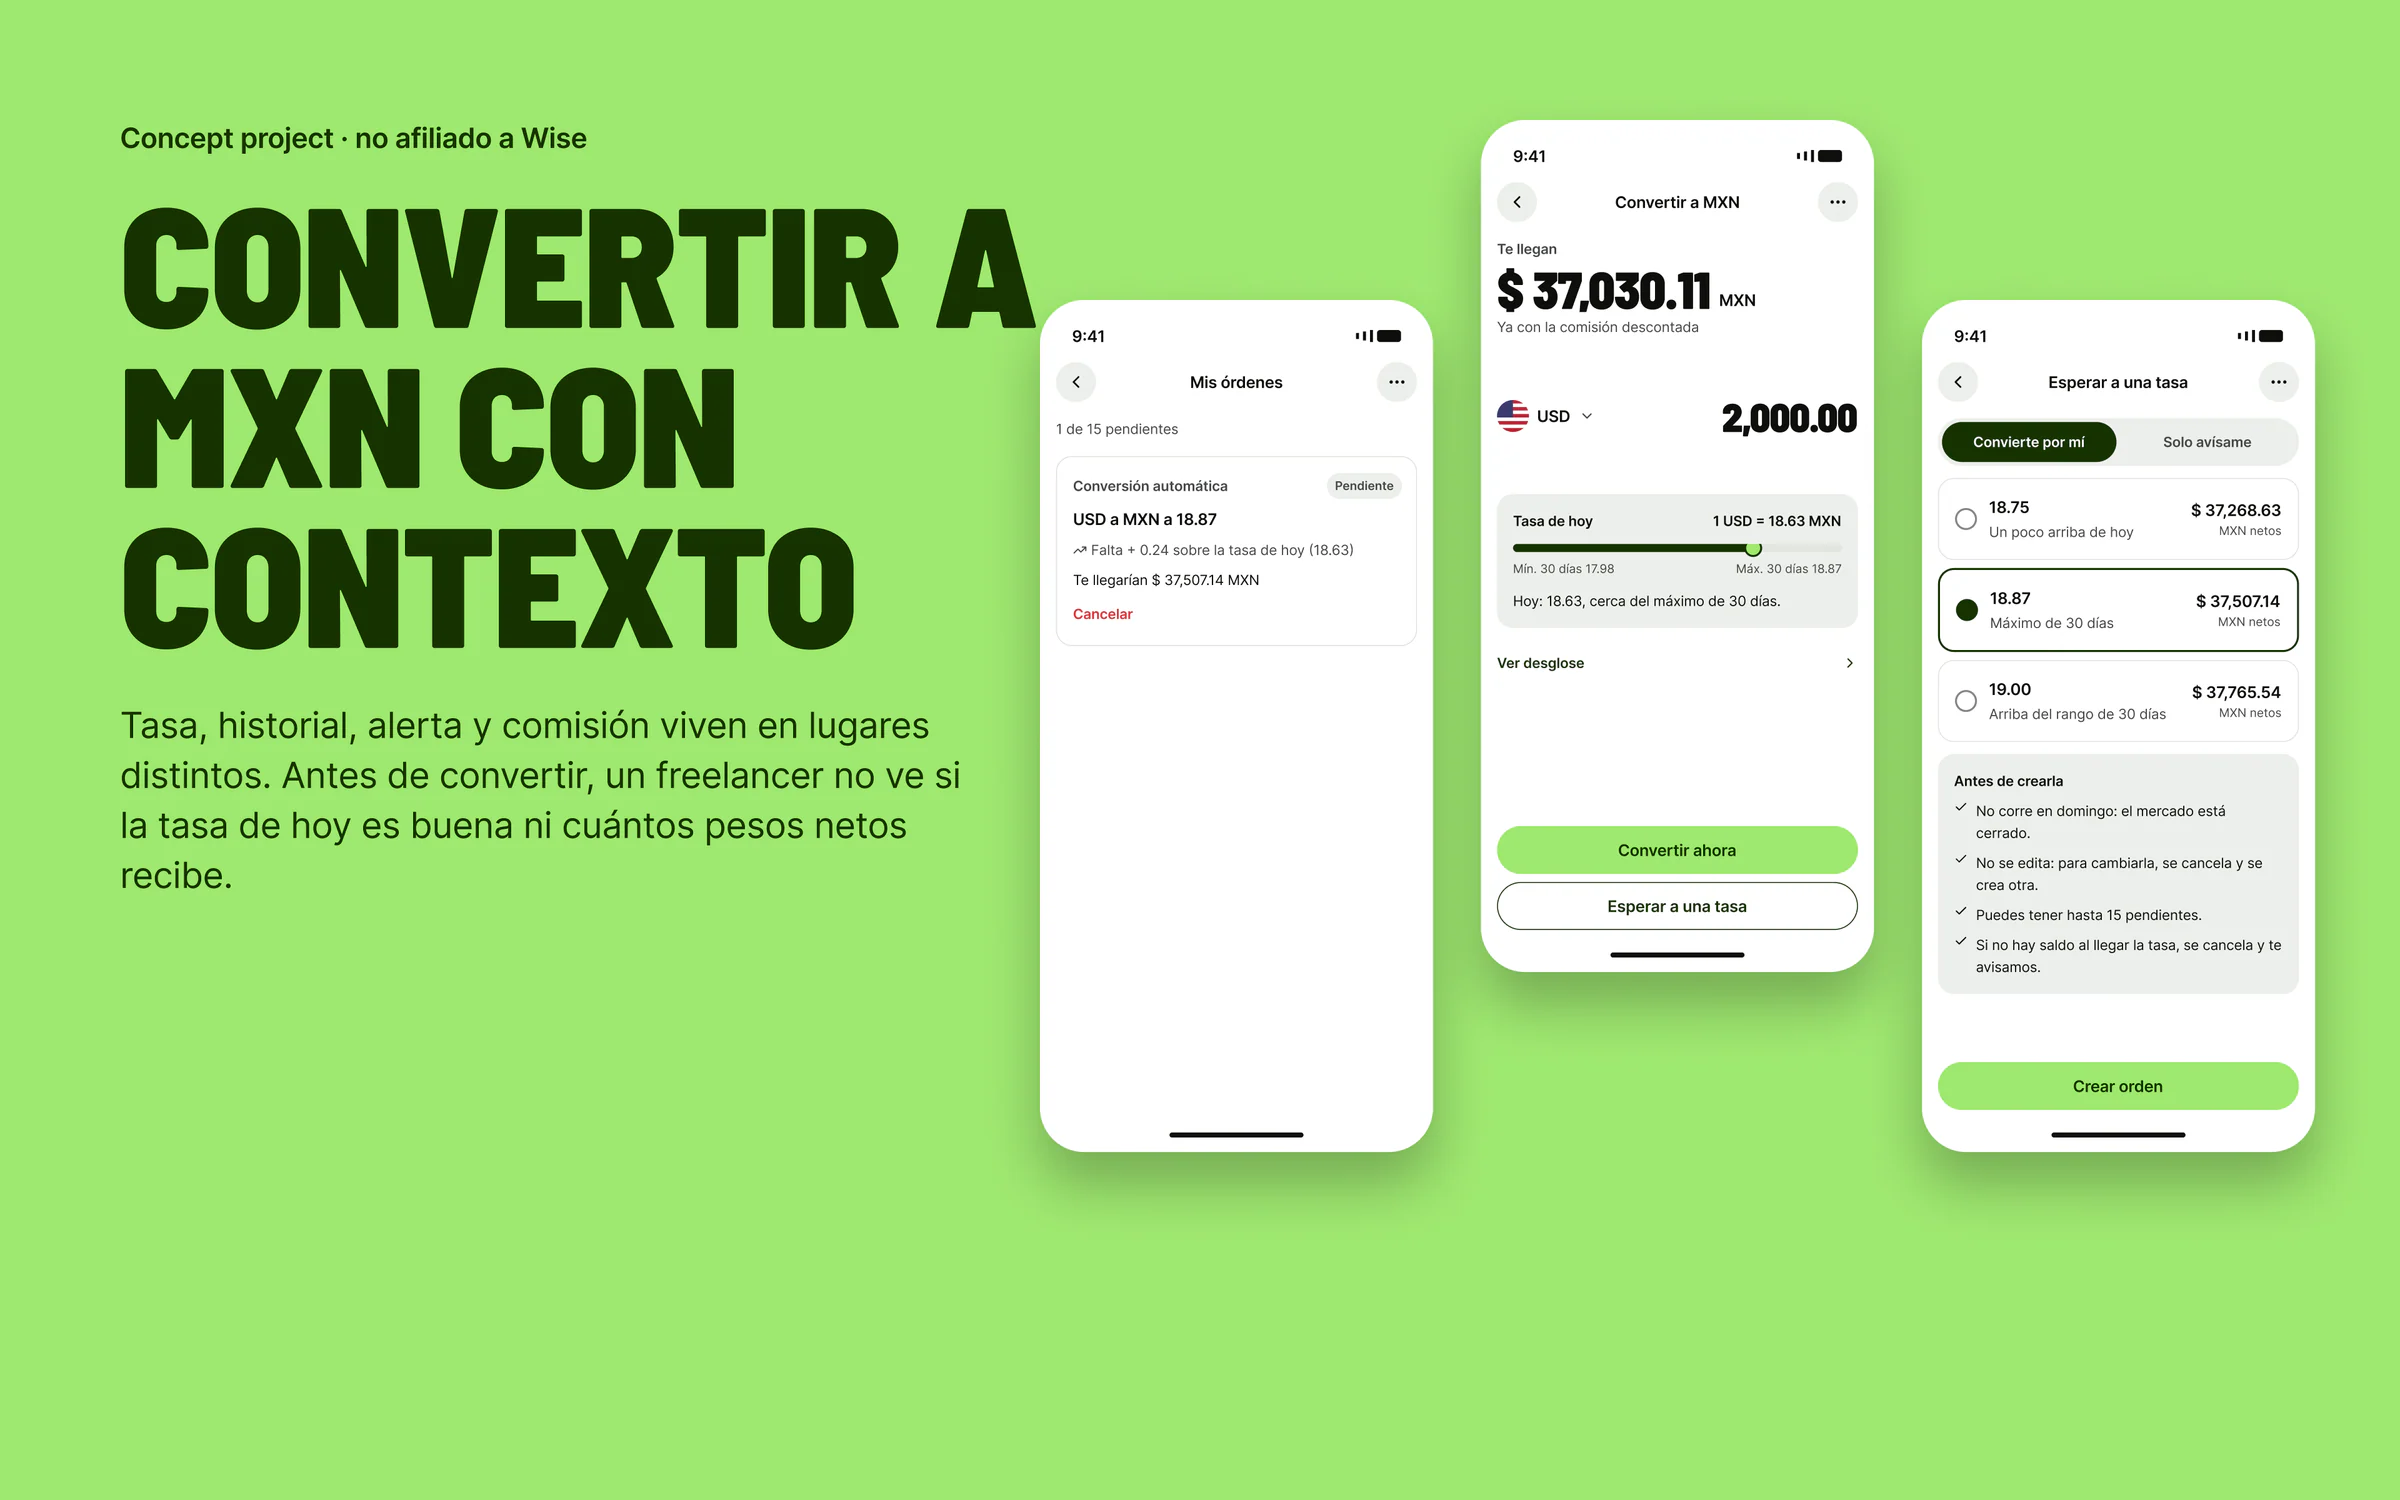 Concept project · no afiliado a Wise
CONVERTIR A
MXN CON
CONTEXTO
Tasa, historial, alerta y comisión viven en lugares
distintos. Antes de convertir, un freelancer no ve si
la tasa de hoy es buena ni cuántos pesos netos
recibe.
9:41
Mis órdenes
1 de 15 pendientes
Conversión automática
Pendiente
USD a MXN a 18.87
Falta + 0.24 sobre la tasa de hoy (18.63)
Te llegarían $ 37,507.14 MXN
Cancelar
9:41
Convertir a MXN
Te llegan
$ 37,030.11 MXN
Ya con la comisión descontada
USD
2,000.00
Tasa de hoy
1 USD = 18.63 MXN
Mín. 30 días 17.98
Máx. 30 días 18.87
Hoy: 18.63, cerca del máximo de 30 días.
Ver desglose
Convertir ahora
Esperar a una tasa
9:41
Esperar a una tasa
Convierte por mí
Solo avísame
18.75
$ 37,268.63
Un poco arriba de hoy
MXN netos
18.87
$ 37,507.14
Máximo de 30 días
MXN netos
19.00
$ 37,765.54
Arriba del rango de 30 días
MXN netos
Antes de crearla
No corre en domingo: el mercado está
cerrado.
No se edita: para cambiarla, se cancela y se
crea otra.
Puedes tener hasta 15 pendientes.
Si no hay saldo al llegar la tasa, se cancela y te
avisamos.
Crear orden